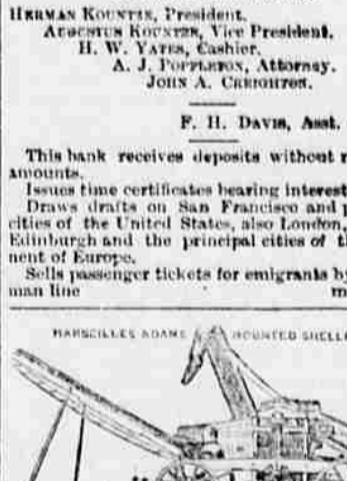 HERMAN KOUNTZE, President.
AUGUSTUS KOUNTZE, Vice President.
H. W. YATES, Cashier.
A. J. POPPLETON, Attorney.
JOHN A. CREIGHTON.
F. H. DAVIS, Asst.
This bank receives deposits without r
amounts.
Issues time certificates bearing interest
Draws drafts on San Francisco and p
cities of the United States, also London,
Edinburgh and the principal cities of t
nent of Europe.
Sells passenger tickets for emigrants by
man line m
MARSEILLES ADAMS MOUNTED SHELLE